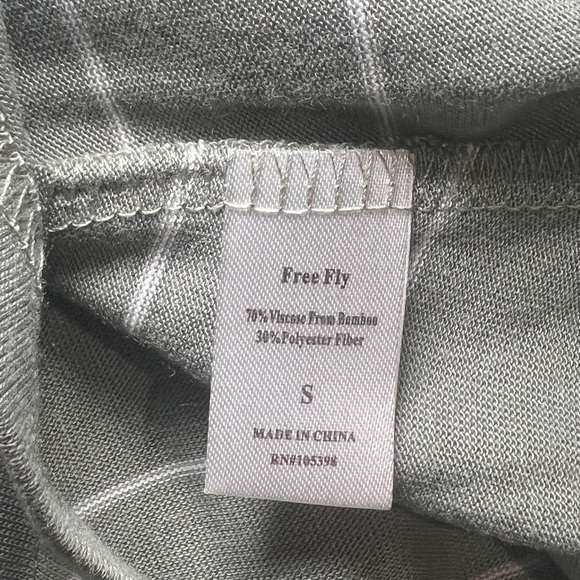 Free Fly
70%Viscose From Bamboo
30%Polyester Fiber
S
MADE IN CHINA
RN#105398